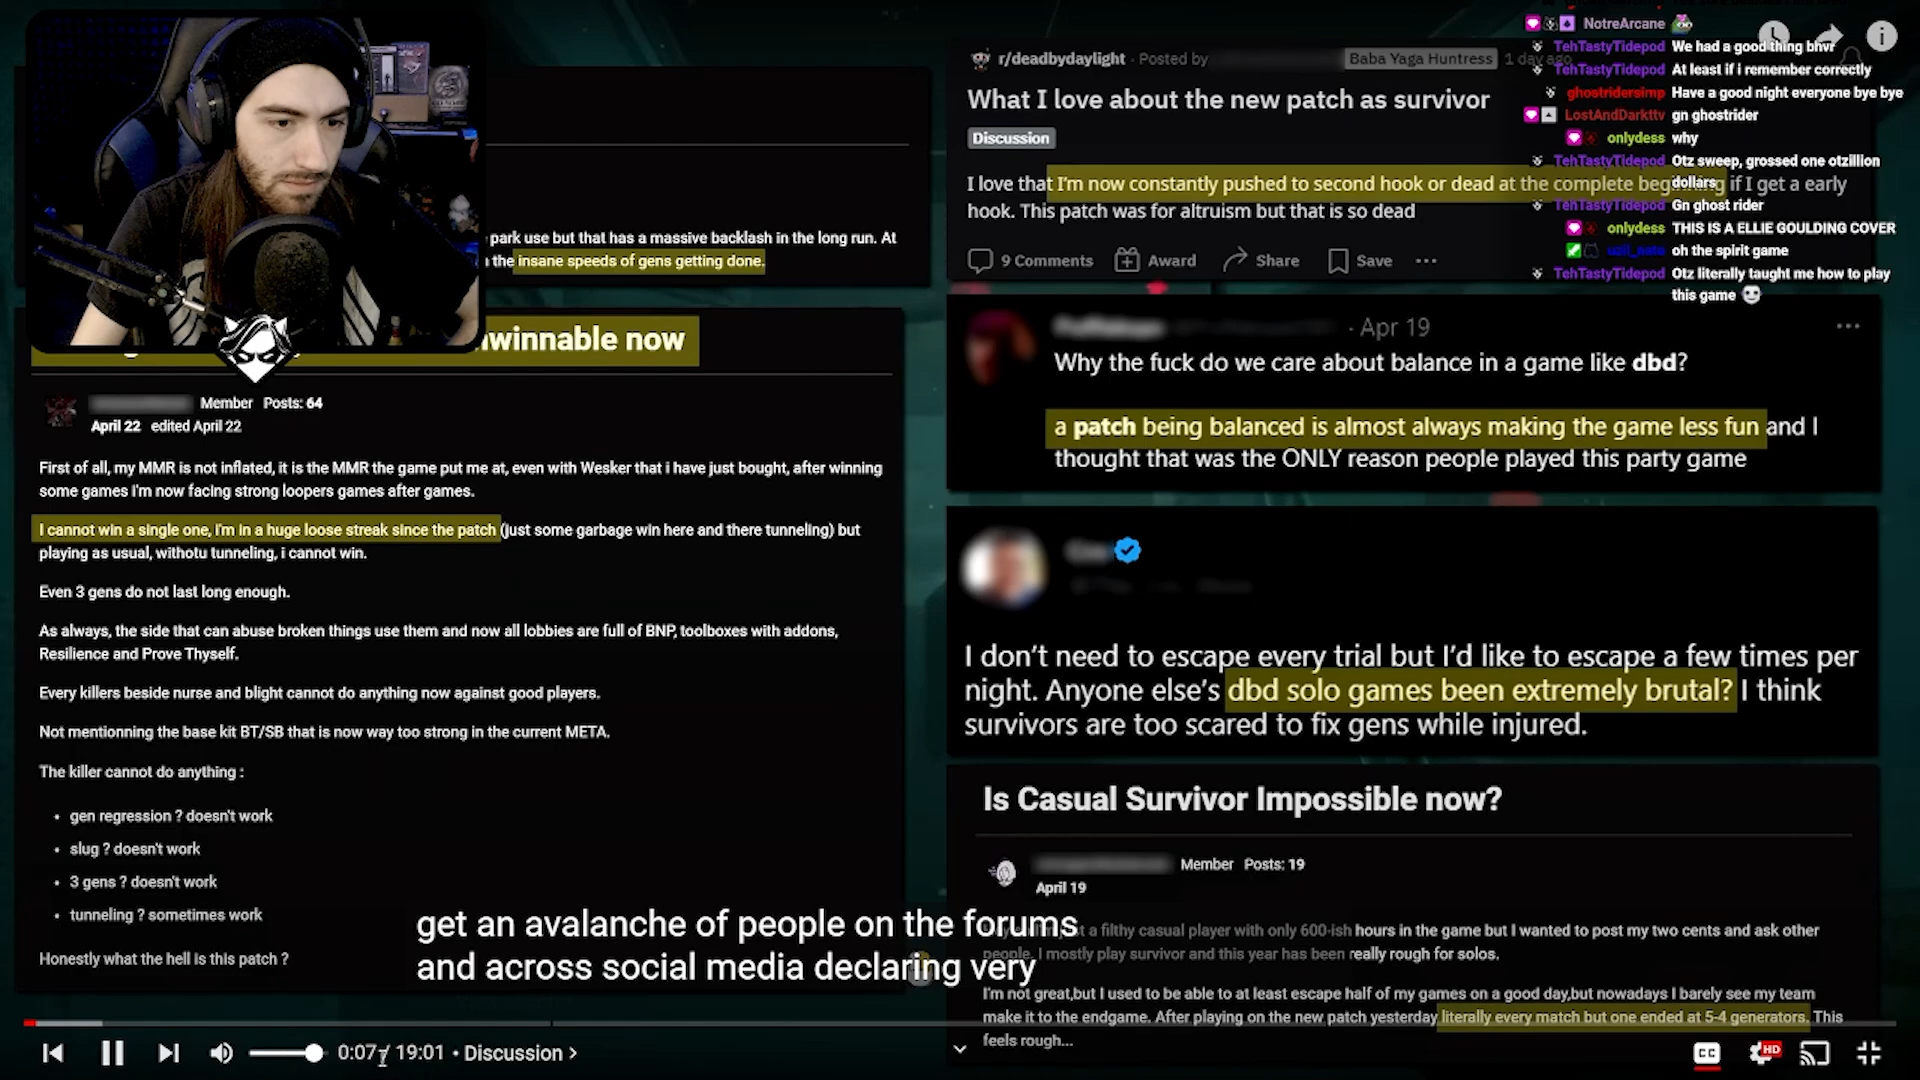 park use but that has a massive backlash in the long run. At
the insane speeds of gens getting done.
nwinnable now
Member Posts: 64
April 22 edited April 22
First of all, my MMR is not inflated, it is the MMR the game put me at, even with Wesker that i have just bought, after winning
some games I'm now facing strong loopers games after games.
I cannot win a single one, i'm in a huge loose streak since the patch (just some garbage win here and there tunneling) but
playing as usual, withotu tunneling, i cannot win.
Even 3 gens do not last long enough.
As always, the side that can abuse broken things use them and now all lobbies are full of BNP, toolboxes with addons,
Resilience and Prove Thyself.
Every killers beside nurse and blight cannot do anything now against good players.
Not mentionning the base kit BT/SB that is now way too strong in the current META.
The killer cannot do anything :
• gen regression ? doesn't work
• slug ? doesn't work
• 3 gens ? doesn't work
• tunneling ? sometimes work
Honestly what the hell is this patch ?
r/deadbydaylight · Posted by
Baba Yaga Huntress 1 day ago
What I love about the new patch as survivor
Discussion
I love that I'm now constantly pushed to second hook or dead at the complete beginning if I get a early
hook. This patch was for altruism but that is so dead
9 Comments Award Share Save ...
· Apr 19 ...
Why the fuck do we care about balance in a game like dbd?
a patch being balanced is almost always making the game less fun and I
thought that was the ONLY reason people played this party game
I don't need to escape every trial but I'd like to escape a few times per
night. Anyone else's dbd solo games been extremely brutal? I think
survivors are too scared to fix gens while injured.
Is Casual Survivor Impossible now?
Member Posts: 19
April 19
a filthy casual player with only 600-ish hours in the game but I wanted to post my two cents and ask other
people. I mostly play survivor and this year has been really rough for solos.
I'm not great,but I used to be able to at least escape half of my games on a good day,but nowadays I barely see my team
make it to the endgame. After playing on the new patch yesterday literally every match but one ended at 5-4 generators. This
feels rough...
NotreArcane
TehTastyTidepod We had a good thing bhvr
TehTastyTidepod At least if i remember correctly
ghostridersimp Have a good night everyone bye bye
LostAndDarkttv gn ghostrider
onlydess why
TehTastyTidepod Otz sweep, grossed one otzillion
dollars
TehTastyTidepod Gn ghost rider
onlydess THIS IS A ELLIE GOULDING COVER
oh the spirit game
TehTastyTidepod Otz literally taught me how to play
this game
get an avalanche of people on the forums
and across social media declaring very
0:07 / 19:01 • Discussion >
CC
HD